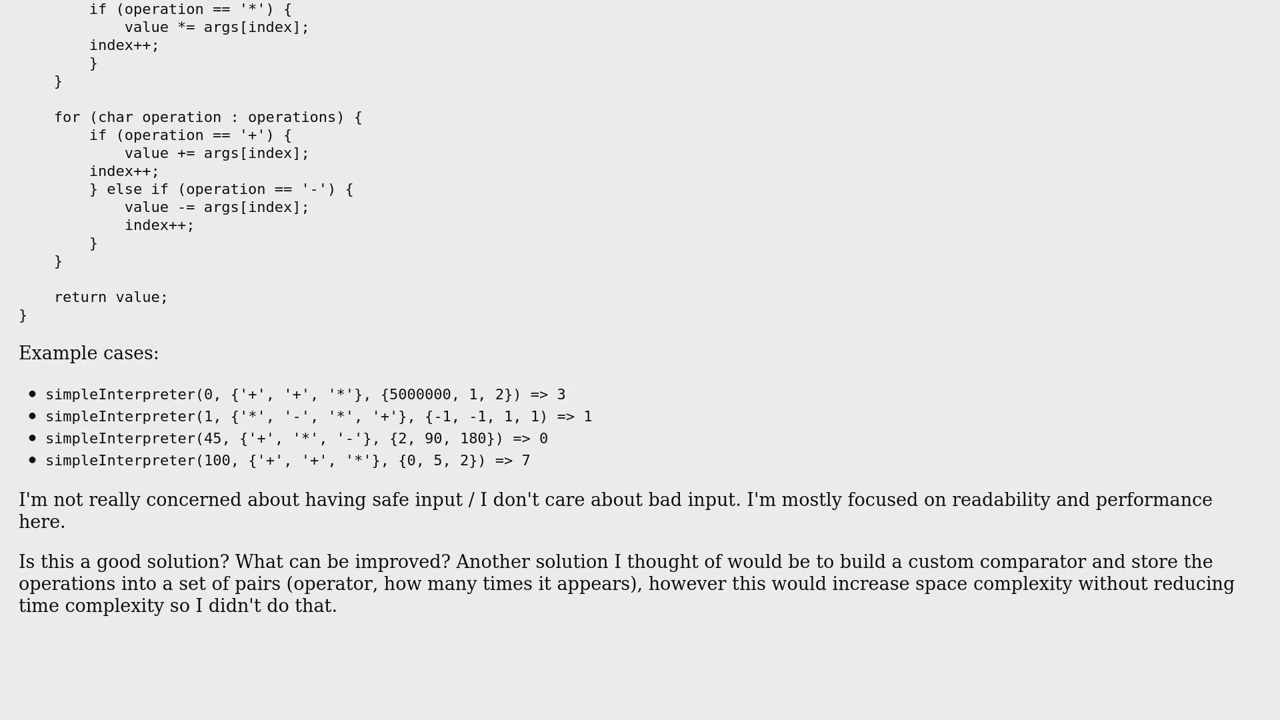 if (operation == '*') {
            value *= args[index];
        index++;
        }
    }

    for (char operation : operations) {
        if (operation == '+') {
            value += args[index];
        index++;
        } else if (operation == '-') {
            value -= args[index];
            index++;
        }
    }

    return value;
}
Example cases:
● simpleInterpreter(0, {'+', '+', '*'}, {5000000, 1, 2}) => 3
● simpleInterpreter(1, {'*', '-', '*', '+'}, {-1, -1, 1, 1) => 1
● simpleInterpreter(45, {'+', '*', '-'}, {2, 90, 180}) => 0
● simpleInterpreter(100, {'+', '+', '*'}, {0, 5, 2}) => 7
I'm not really concerned about having safe input / I don't care about bad input. I'm mostly focused on readability and performance
here.
Is this a good solution? What can be improved? Another solution I thought of would be to build a custom comparator and store the
operations into a set of pairs (operator, how many times it appears), however this would increase space complexity without reducing
time complexity so I didn't do that.